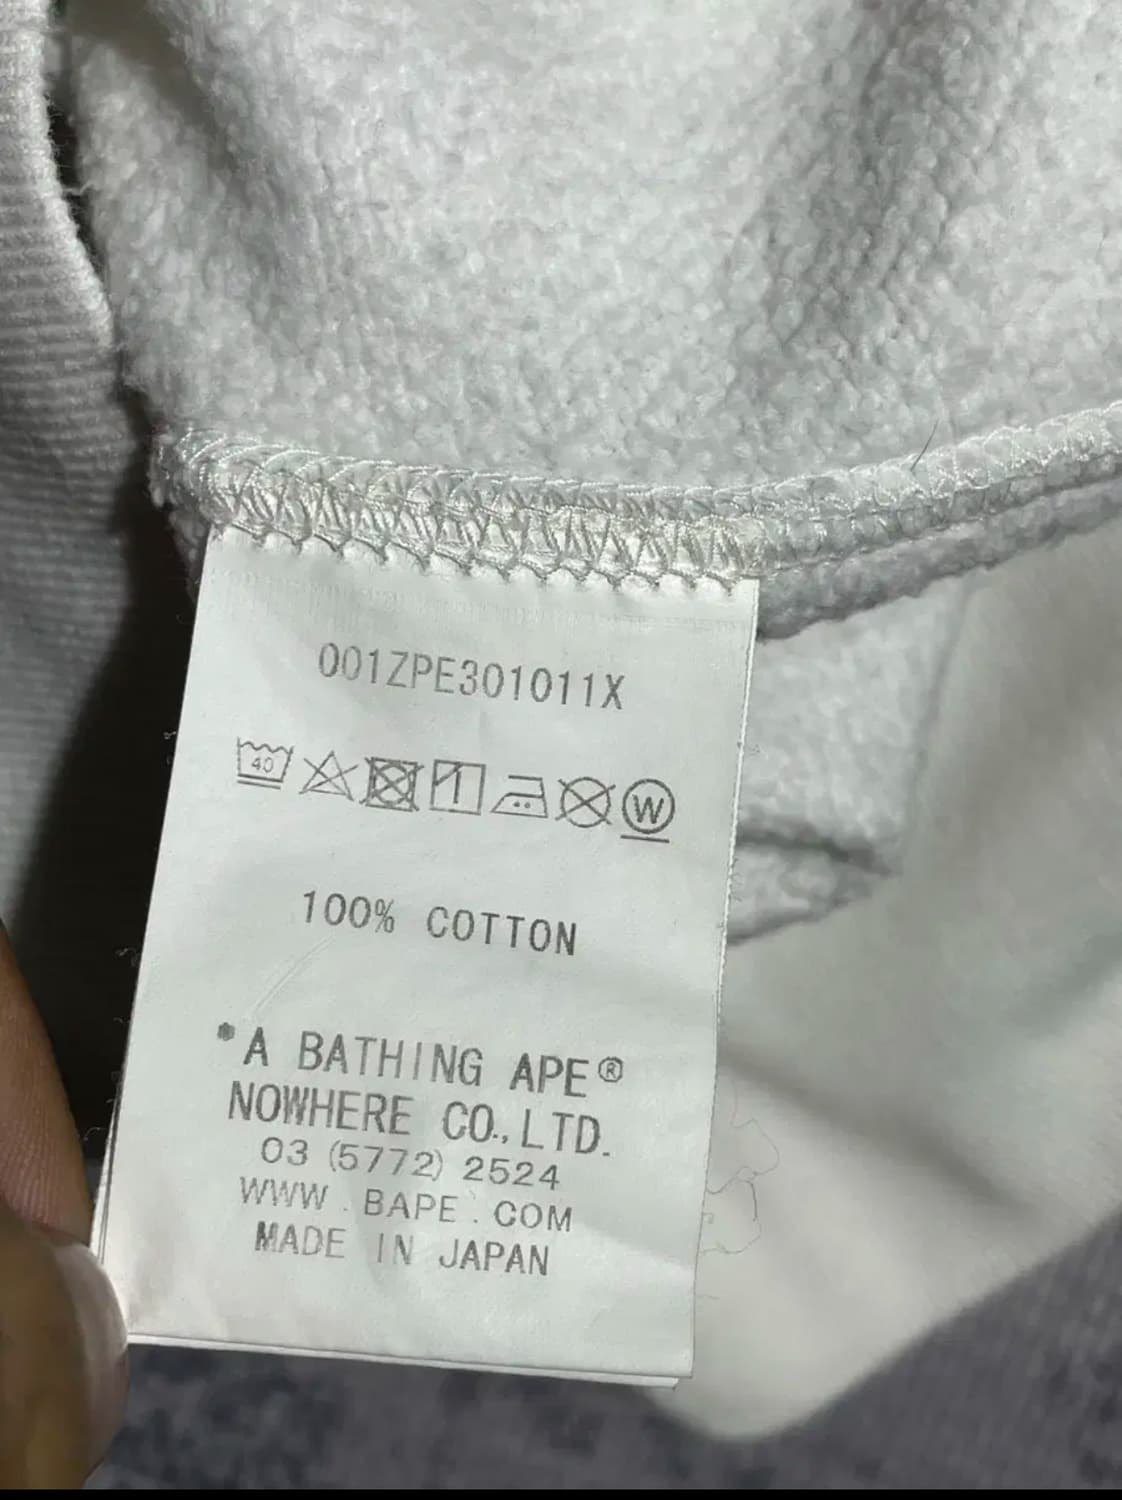 001ZPE301011X
40
W
100% COTTON
*A BATHING APE®
NOWHERE CO., LTD.
03 (5772) 2524
WWW . BAPE . COM
MADE IN JAPAN